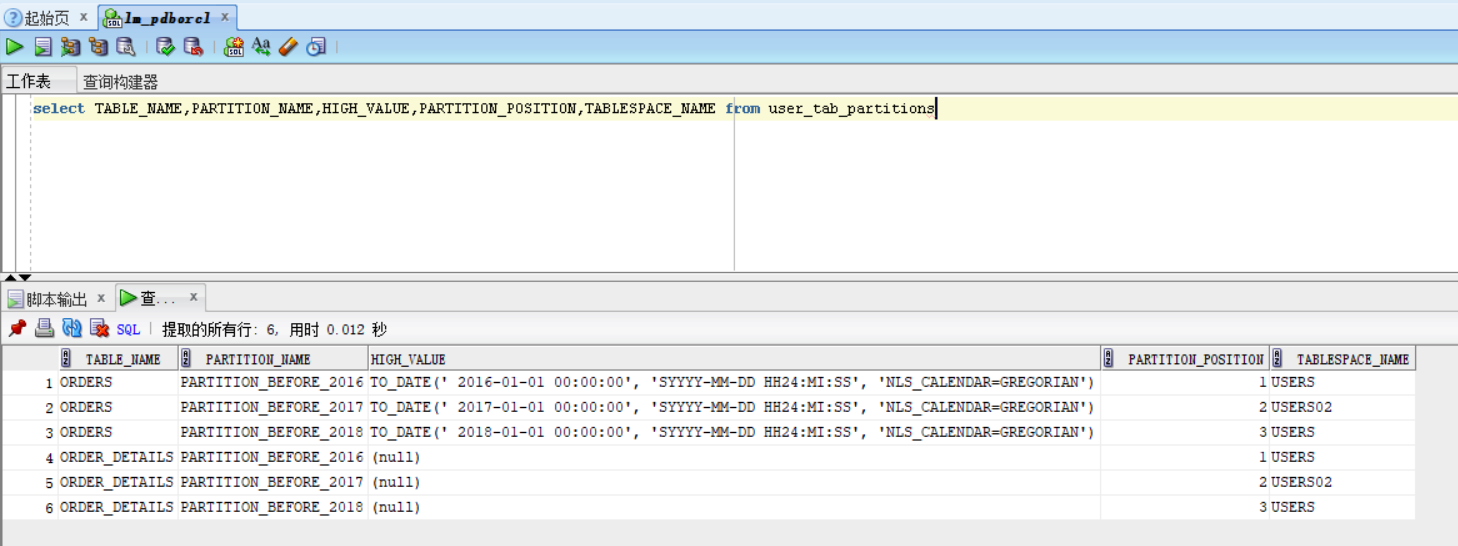 起始页 x lm_pdborcl x
工作表 查询构建器
select TABLE_NAME,PARTITION_NAME,HIGH_VALUE,PARTITION_POSITION,TABLESPACE_NAME from user_tab_partitions
脚本输出 x 查... x
SQL | 提取的所有行: 6, 用时 0.012 秒
TABLE_NAME PARTITION_NAME HIGH_VALUE PARTITION_POSITION TABLESPACE_NAME
1 ORDERS PARTITION_BEFORE_2016 TO_DATE(' 2016-01-01 00:00:00', 'SYYYY-MM-DD HH24:MI:SS', 'NLS_CALENDAR=GREGORIAN') 1 USERS
2 ORDERS PARTITION_BEFORE_2017 TO_DATE(' 2017-01-01 00:00:00', 'SYYYY-MM-DD HH24:MI:SS', 'NLS_CALENDAR=GREGORIAN') 2 USERS02
3 ORDERS PARTITION_BEFORE_2018 TO_DATE(' 2018-01-01 00:00:00', 'SYYYY-MM-DD HH24:MI:SS', 'NLS_CALENDAR=GREGORIAN') 3 USERS
4 ORDER_DETAILS PARTITION_BEFORE_2016 (null) 1 USERS
5 ORDER_DETAILS PARTITION_BEFORE_2017 (null) 2 USERS02
6 ORDER_DETAILS PARTITION_BEFORE_2018 (null) 3 USERS